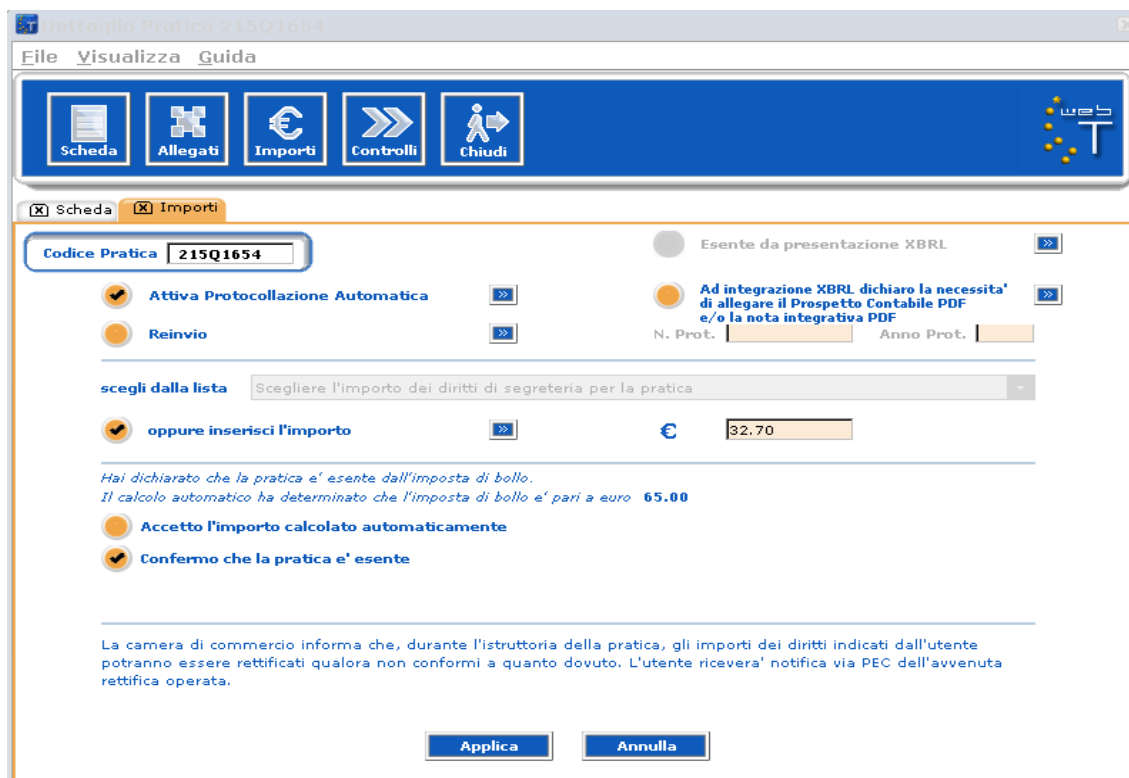 Dettaglio Pratica 215Q1654
File Visualizza Guida
Scheda Allegati Importi Controlli Chiudi
web T
Scheda Importi
Codice Pratica 215Q1654
Esente da presentazione XBRL
Attiva Protocollazione Automatica
Ad integrazione XBRL dichiaro la necessita'
di allegare il Prospetto Contabile PDF
e/o la nota integrativa PDF
Reinvio
N. Prot. Anno Prot.
scegli dalla lista Scegliere l'importo dei diritti di segreteria per la pratica
oppure inserisci l'importo € 32.70
Hai dichiarato che la pratica e' esente dall'imposta di bollo.
Il calcolo automatico ha determinato che l'imposta di bollo e' pari a euro 65.00
Accetto l'importo calcolato automaticamente
Confermo che la pratica e' esente
La camera di commercio informa che, durante l'istruttoria della pratica, gli importi dei diritti indicati dall'utente
potranno essere rettificati qualora non conformi a quanto dovuto. L'utente ricevera' notifica via PEC dell'avvenuta
rettifica operata.
Applica Annulla